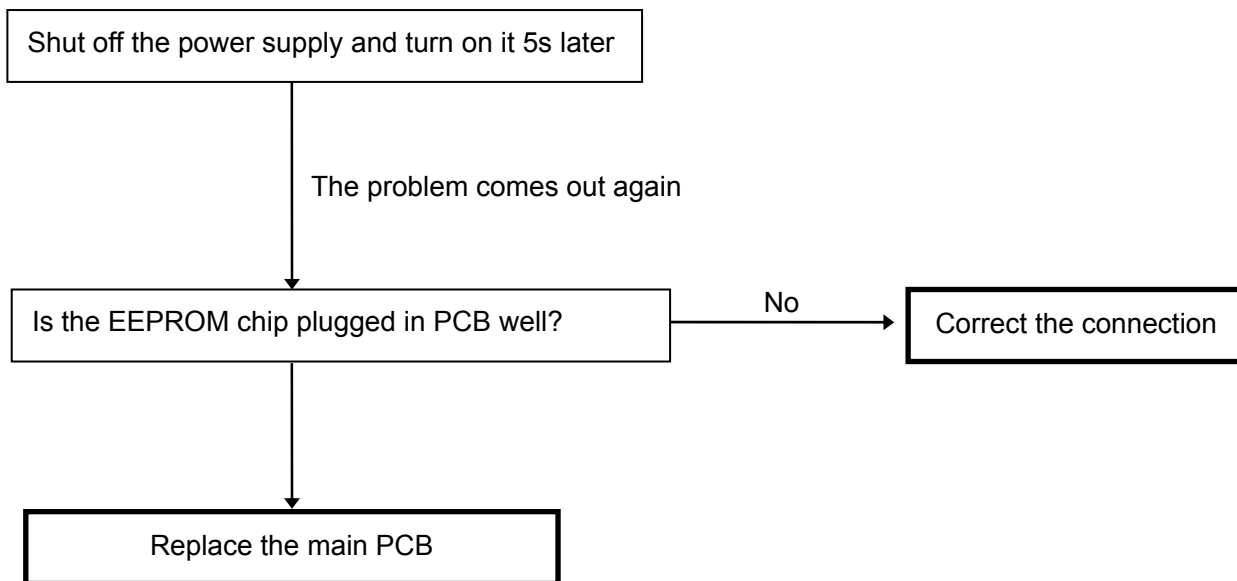 Shut off the power supply and turn on it 5s later
The problem comes out again
Is the EEPROM chip plugged in PCB well?
No
Correct the connection
Replace the main PCB